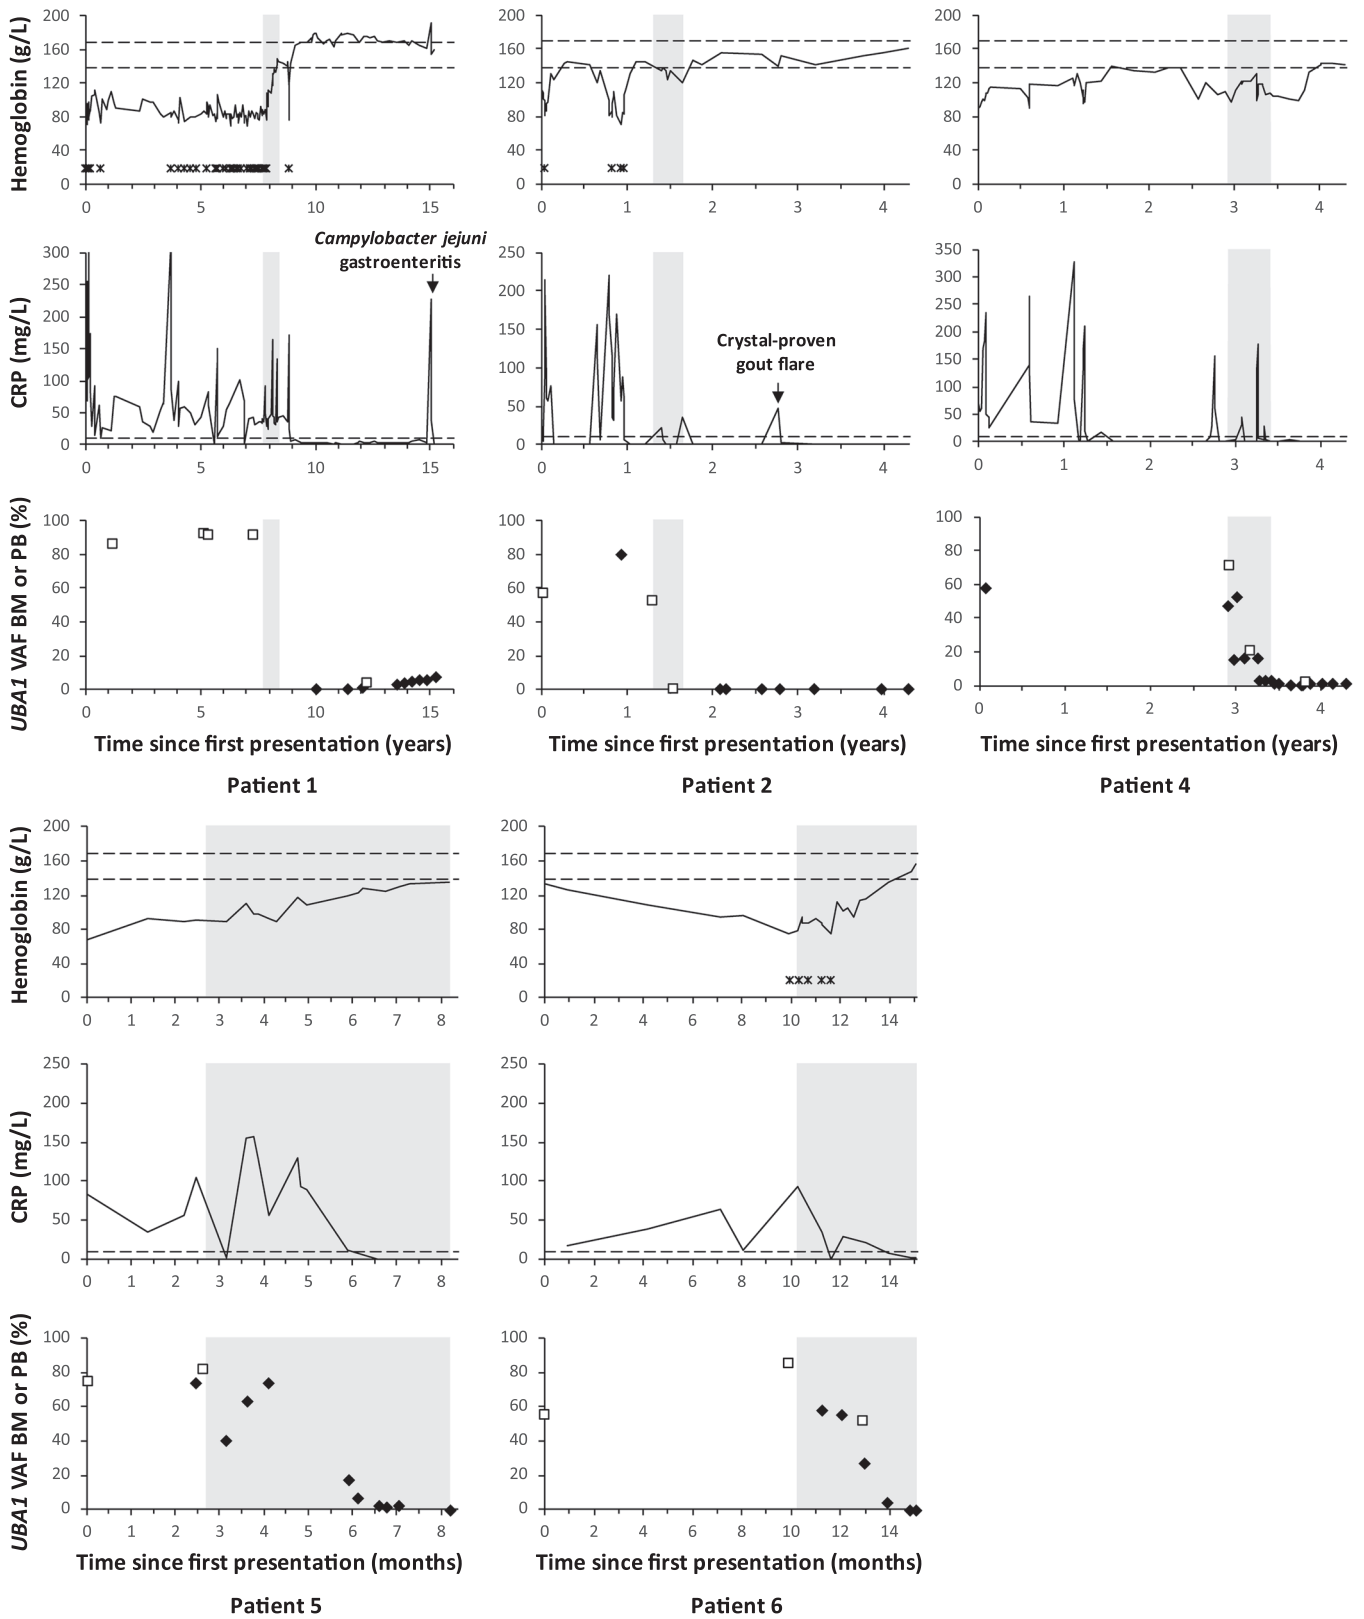 Hemoglobin (g/L)
200
160
120
80
40
0
0 5 10 15
200
160
120
80
40
0
0 1 2 3 4
200
160
120
80
40
0
0 1 2 3 4
CRP (mg/L)
300
250
200
150
100
50
0
0 5 10 15
Campylobacter jejuni
gastroenteritis
250
200
150
100
50
0
0 1 2 3 4
Crystal-proven
gout flare
350
300
250
200
150
100
50
0
0 1 2 3 4
UBA1 VAF BM or PB (%)
100
80
60
40
20
0
0 5 10 15
Time since first presentation (years)
Patient 1
100
80
60
40
20
0
0 1 2 3 4
Time since first presentation (years)
Patient 2
100
80
60
40
20
0
0 1 2 3 4
Time since first presentation (years)
Patient 4
Hemoglobin (g/L)
200
160
120
80
40
0
0 1 2 3 4 5 6 7 8
200
160
120
80
40
0
0 2 4 6 8 10 12 14
CRP (mg/L)
250
200
150
100
50
0
0 1 2 3 4 5 6 7 8
250
200
150
100
50
0
0 2 4 6 8 10 12 14
UBA1 VAF BM or PB (%)
100
80
60
40
20
0
0 1 2 3 4 5 6 7 8
Time since first presentation (months)
Patient 5
100
80
60
40
20
0
0 2 4 6 8 10 12 14
Time since first presentation (months)
Patient 6